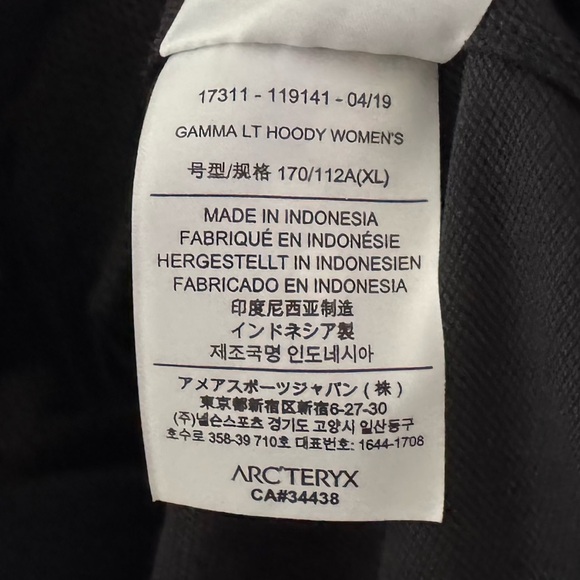 17311 - 119141 - 04/19
GAMMA LT HOODY WOMEN'S
号型/规格 170/112A(XL)
MADE IN INDONESIA
FABRIQUÉ EN INDONÉSIE
HERGESTELLT IN INDONESIEN
FABRICADO EN INDONESIA
印度尼西亚制造
インドネシア製
제조국명 인도네시아
アメアスポーツジャパン (株)
東京都新宿区新宿6-27-30
(주)넬슨스포츠 경기도 고양시 일산동구
호수로 358-39 710호 대표번호: 1644-1708
ARC'TERYX
CA#34438